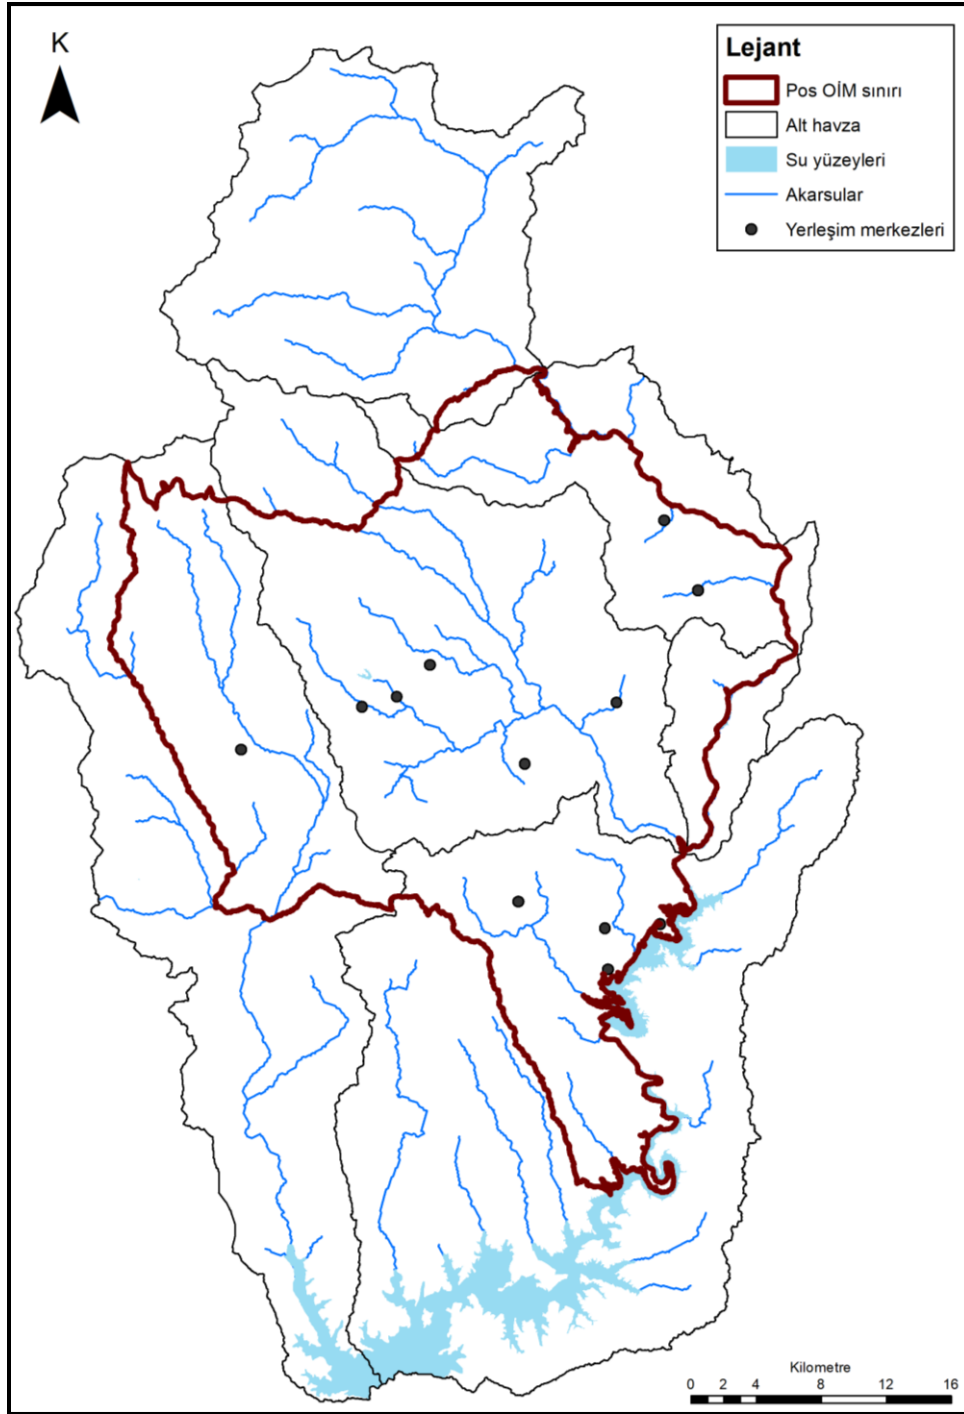 K
Lejant
Pos OİM sınırı
Alt havza
Su yüzeyleri
Akarsular
Yerleşim merkezleri
Kilometre
0 2 4 8 12 16